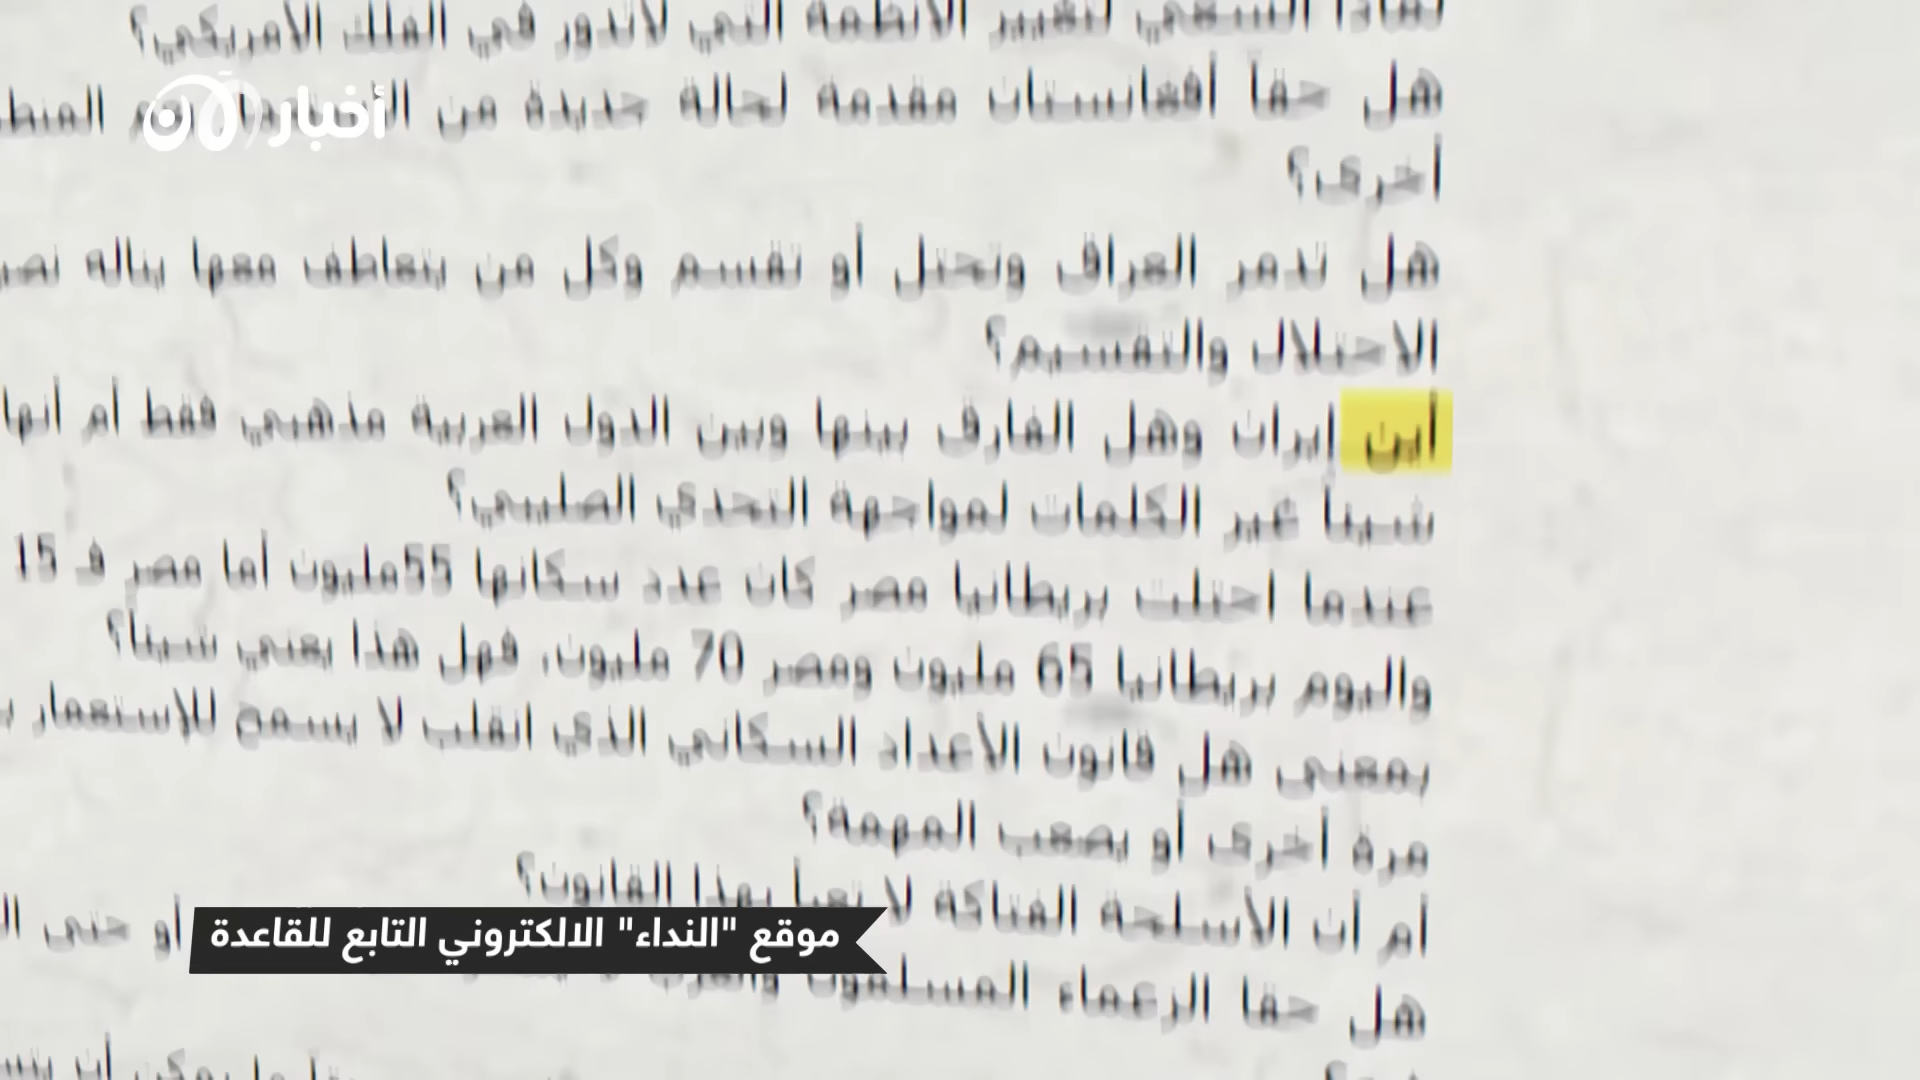 لماذا السعي لتغيير الأنظمة التي لاتدور في الفلك الأمريكي؟
أخبار الآن
هل حقاً أفغانستان مقدمة لحالة جديدة من
أخرى؟
هل تدمر العراق وتحتل أو تقسم وكل من يتعاطف معها يناله
الاحتلال والتقسيم؟
أين إيران وهل الفارق بينها وبين الدول العربية مذهبي فقط أم أنها
شيئاً غير الكلمات لمواجهة التحدي الصليبي؟
عندما احتلت بريطانيا مصر كان عدد سكانها 55مليون أما مصر ف 15
واليوم بريطانيا 65 مليون ومصر 70 مليون، فهل هذا يعني شيئا؟
بمعنى هل قانون الأعداد السكاني الذي انقلب لا يسمح للإستعمار
مرة أخرى أو يصعب المهمة؟
أم أن الأسلحة الفتاكة لا تعبأ بهذا القانون؟
هل حقا الزعماء المسلمون والعرب أو حتى
موقع "النداء" الالكتروني التابع للقاعدة